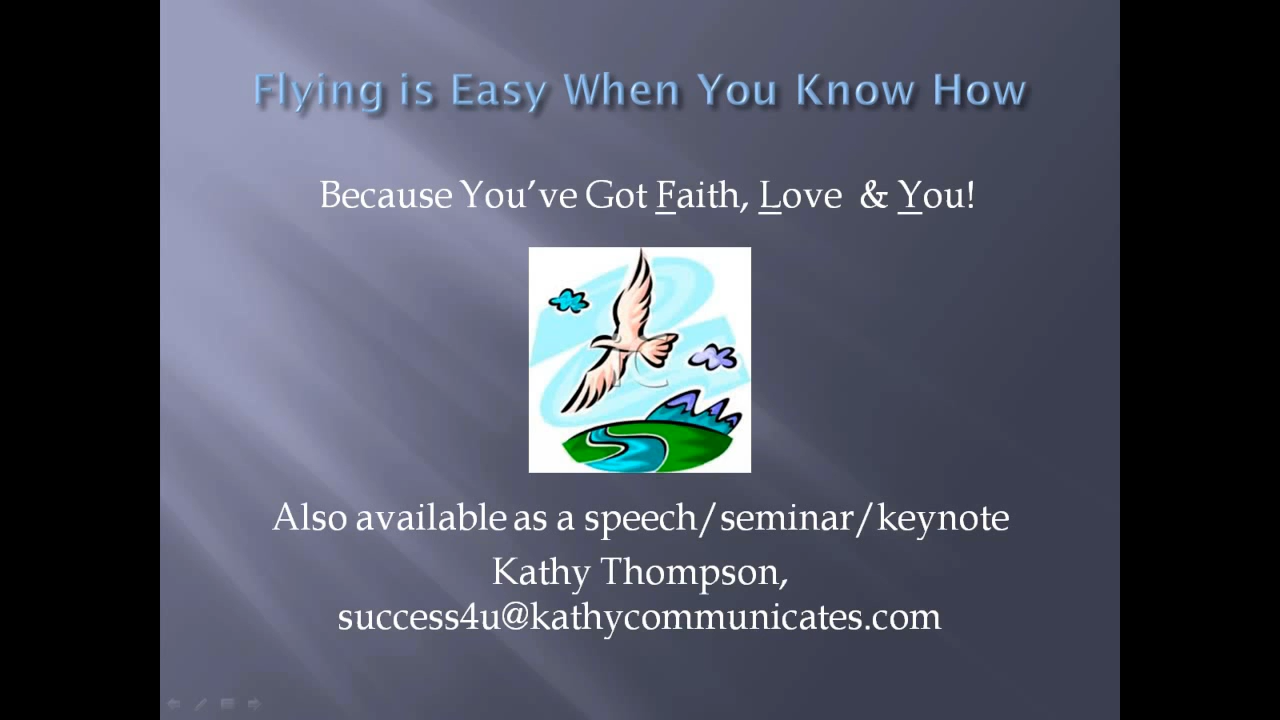 Flying is Easy When You Know How
Because You've Got Faith, Love & You!
Also available as a speech/seminar/keynote
Kathy Thompson,
success4u@kathycommunicates.com